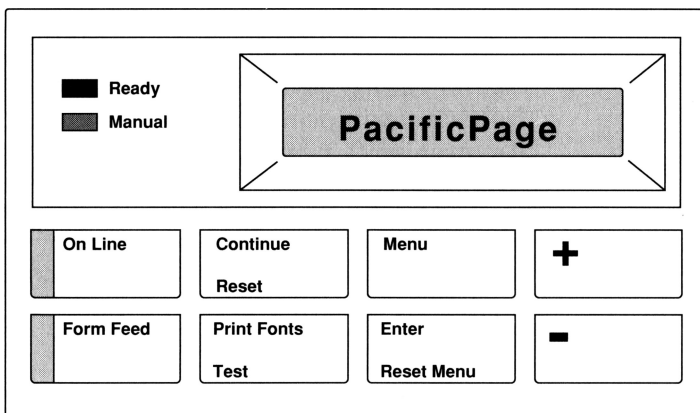 Ready
Manual
PacificPage
On Line
Continue
Reset
Menu
+
Form Feed
Print Fonts
Test
Enter
Reset Menu
-